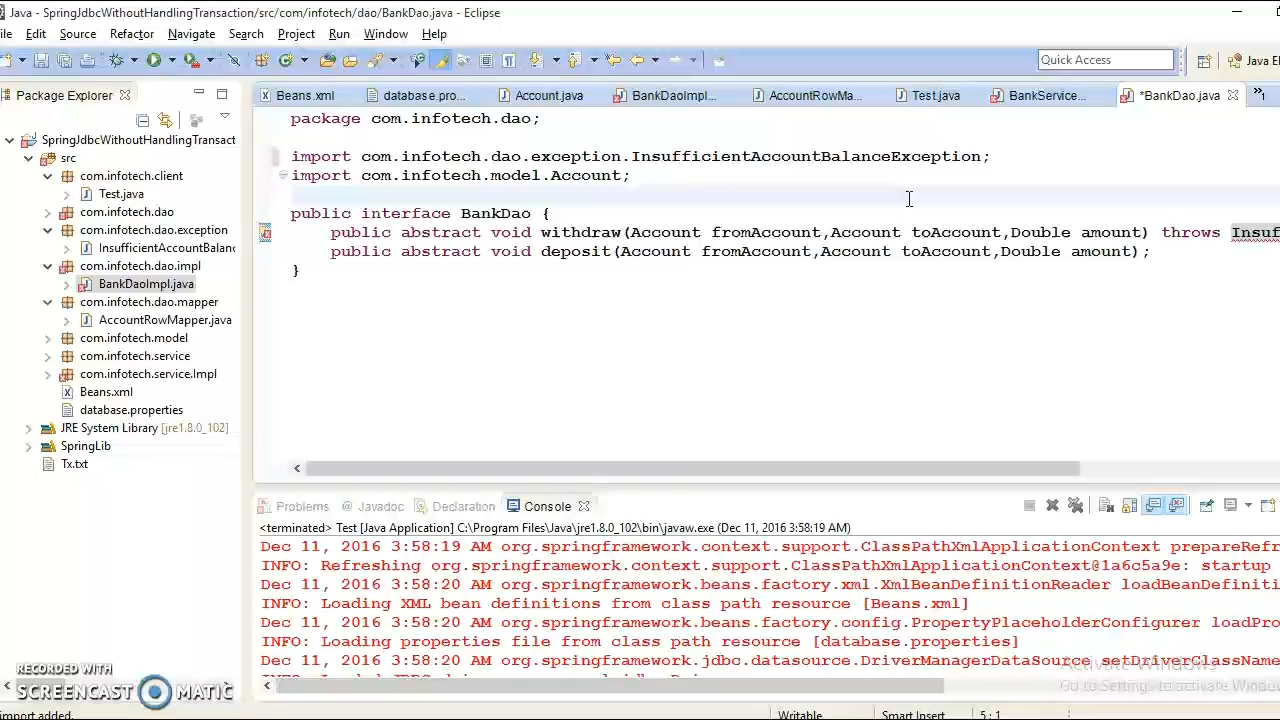 Java - SpringJdbcWithoutHandlingTransaction/src/com/infotech/dao/BankDao.java - Eclipse
ile Edit Source Refactor Navigate Search Project Run Window Help
Quick Access
Java E
Package Explorer
Beans.xml database.pro... Account.java BankDaoImpl.... AccountRowMa... Test.java BankService... *BankDao.java »1
SpringJdbcWithoutHandlingTransact
src
com.infotech.client
Test.java
com.infotech.dao
com.infotech.dao.exception
InsufficientAccountBalanc
com.infotech.dao.impl
BankDaoImpl.java
com.infotech.dao.mapper
AccountRowMapper.java
com.infotech.model
com.infotech.service
com.infotech.service.Impl
Beans.xml
database.properties
JRE System Library [jre1.8.0_102]
SpringLib
Tx.txt
package com.infotech.dao;
import com.infotech.dao.exception.InsufficientAccountBalanceException;
import com.infotech.model.Account;
public interface BankDao {
public abstract void withdraw(Account fromAccount,Account toAccount,Double amount) throws Insuf
public abstract void deposit(Account fromAccount,Account toAccount,Double amount);
}
Problems @ Javadoc Declaration Console
<terminated> Test [Java Application] C:\Program Files\Java\jre1.8.0_102\bin\javaw.exe (Dec 11, 2016 3:58:19 AM)
Dec 11, 2016 3:58:19 AM org.springframework.context.support.ClassPathXmlApplicationContext prepareRefr
INFO: Refreshing org.springframework.context.support.ClassPathXmlApplicationContext@1a6c5a9e: startup
Dec 11, 2016 3:58:20 AM org.springframework.beans.factory.xml.XmlBeanDefinitionReader loadBeanDefiniti
INFO: Loading XML bean definitions from class path resource [Beans.xml]
Dec 11, 2016 3:58:20 AM org.springframework.beans.factory.config.PropertyPlaceholderConfigurer loadPro
INFO: Loading properties file from class path resource [database.properties]
Dec 11, 2016 3:58:20 AM org.springframework.jdbc.datasource.DriverManagerDataSource setDriverClassName
Activate Windows
Go to Settings to activate Windo
RECORDED WITH
SCREENCAST MATIC
import added.
Writable Smart Insert 5 : 1